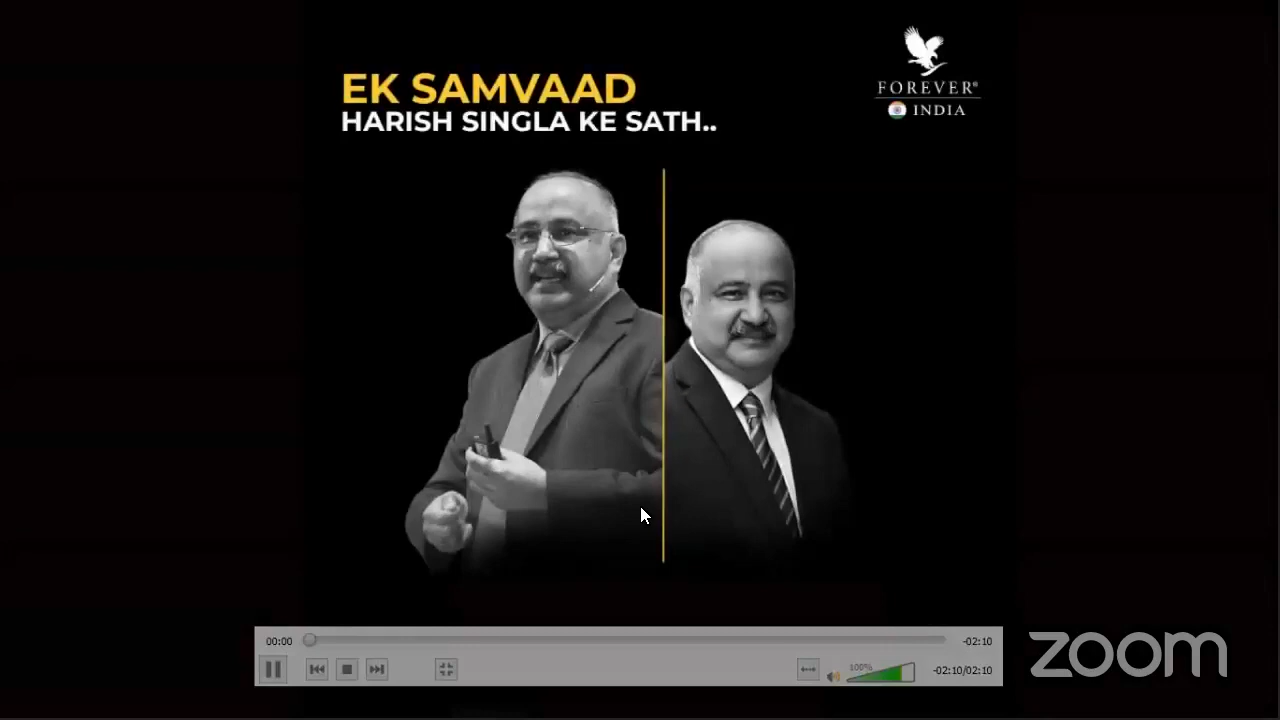 EK SAMVAAD
HARISH SINGLA KE SATH..
FOREVER®
INDIA
00:00
-02:10
100%
-02:10/02:10
zoom